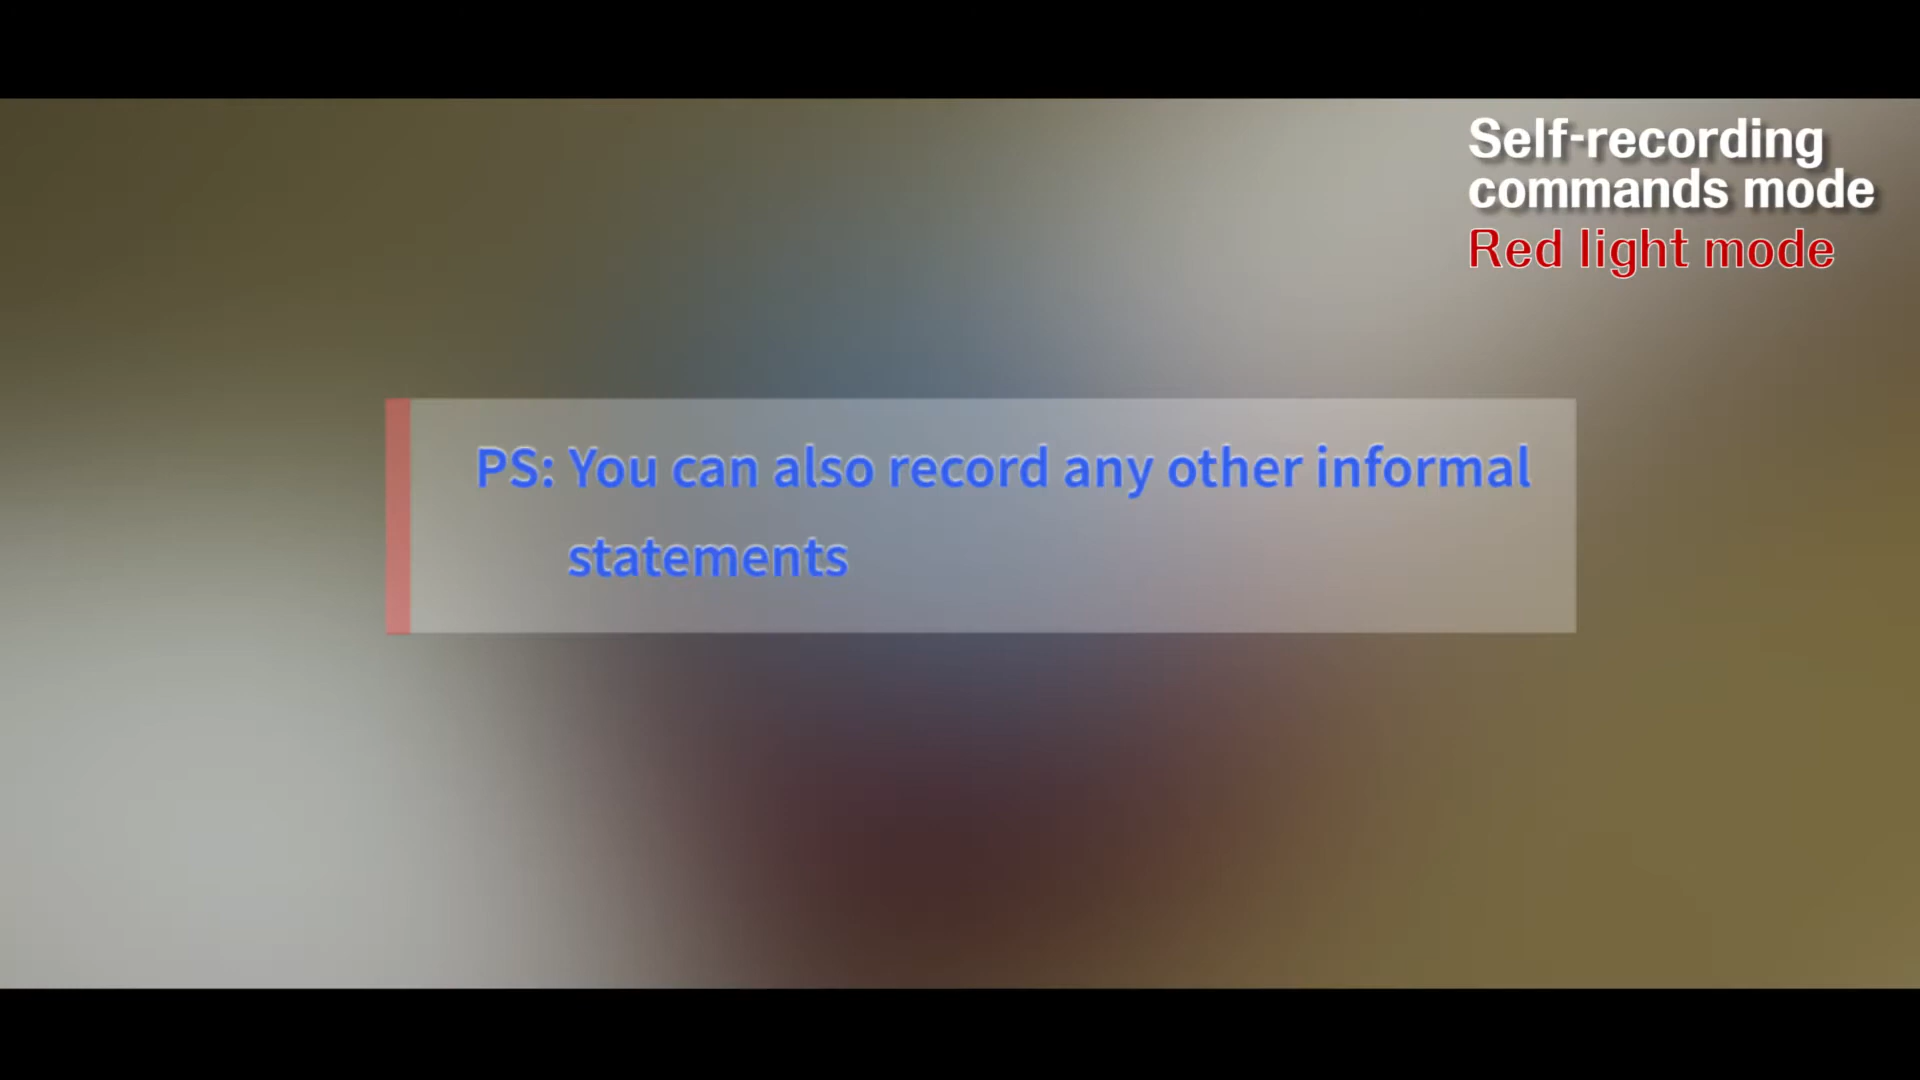 Self-recording
commands mode
Red light mode
PS: You can also record any other informal
statements